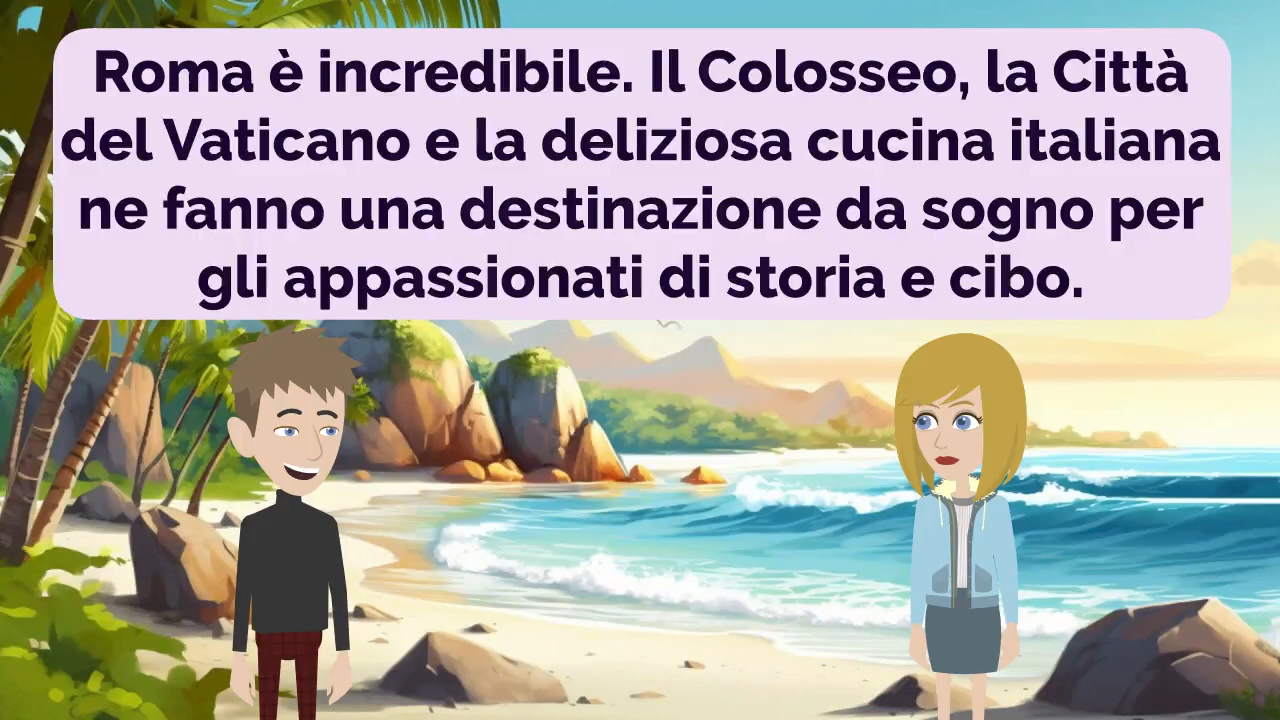 Roma è incredibile. Il Colosseo, la Città
del Vaticano e la deliziosa cucina italiana
ne fanno una destinazione da sogno per
gli appassionati di storia e cibo.